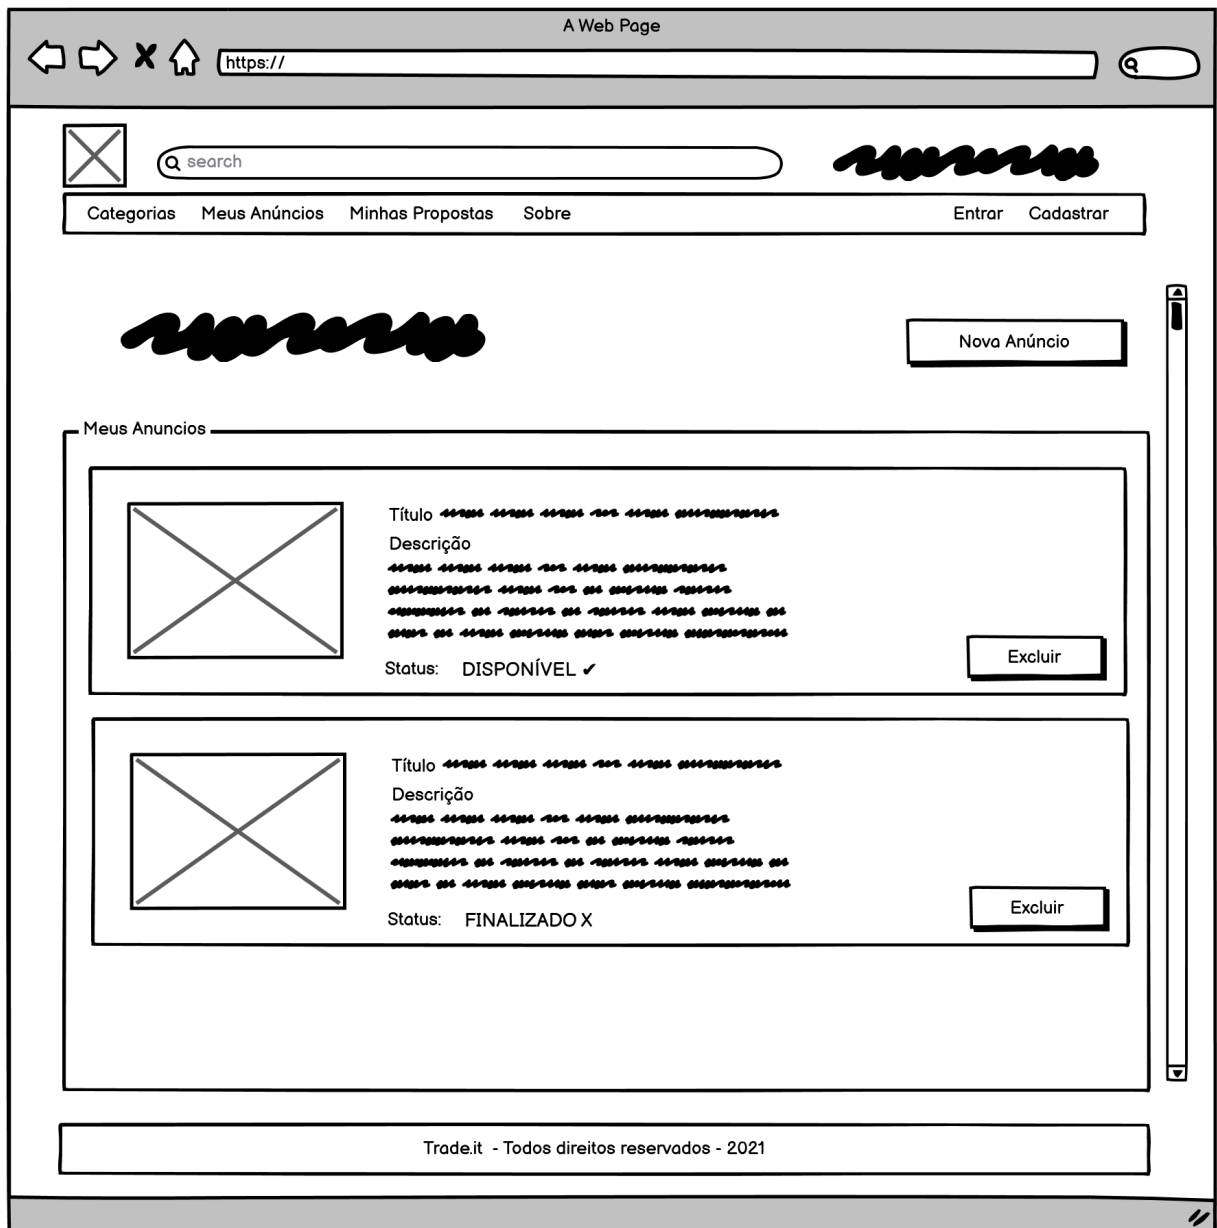 A Web Page
https://
search
Categorias Meus Anúncios Minhas Propostas Sobre Entrar Cadastrar
Nova Anúncio
Meus Anuncios
Título
Descrição
Status: DISPONÍVEL ✔
Excluir
Título
Descrição
Status: FINALIZADO X
Excluir
Trade.it - Todos direitos reservados - 2021